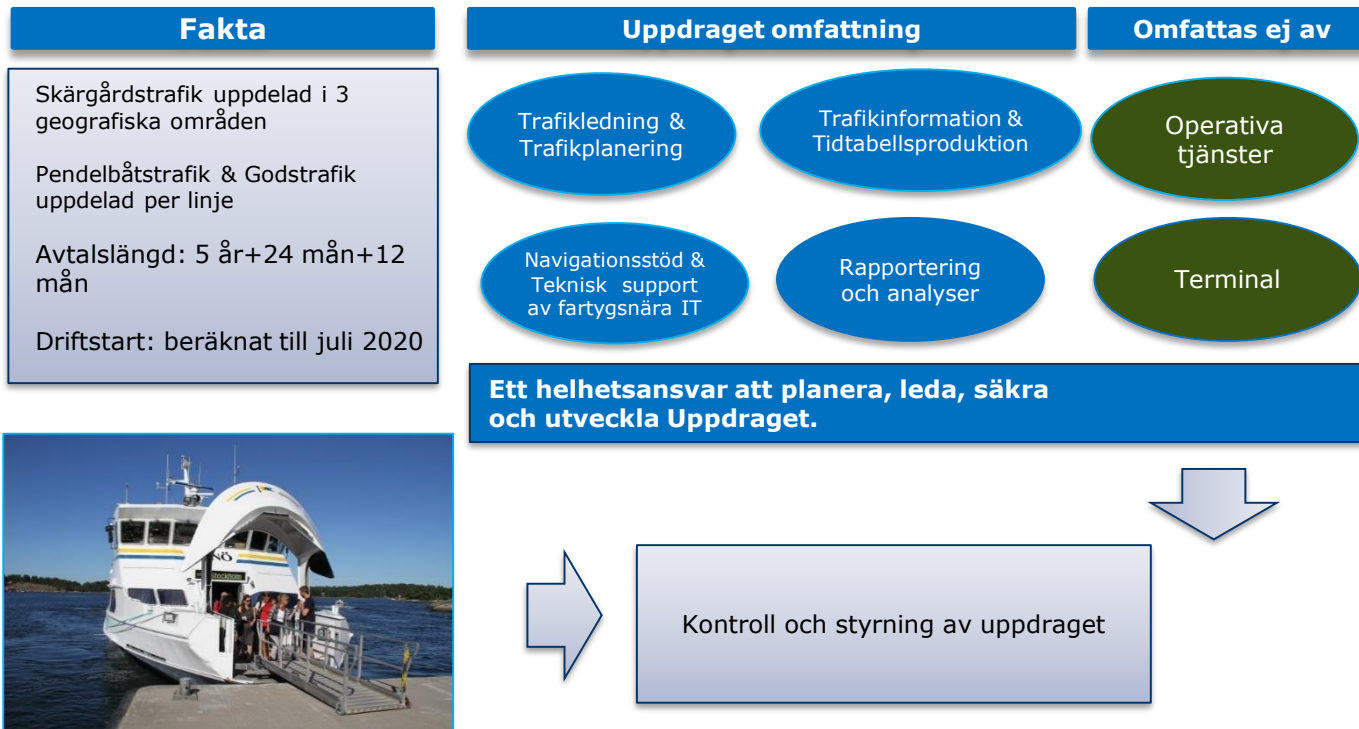 Fakta
Skärgårdstrafik uppdelad i 3
geografiska områden
Pendelbåtstrafik & Godstrafik
uppdelad per linje
Avtalslängd: 5 år+24 mån+12
mån
Driftstart: beräknat till juli 2020
Uppdraget omfattning
Trafikledning &
Trafikplanering
Trafikinformation &
Tidtabellsproduktion
Navigationsstöd &
Teknisk support
av fartygsnära IT
Rapportering
och analyser
Omfattas ej av
Operativa
tjänster
Terminal
Ett helhetsansvar att planera, leda, säkra
och utveckla Uppdraget.
NÖ
Stockholm
Kontroll och styrning av uppdraget